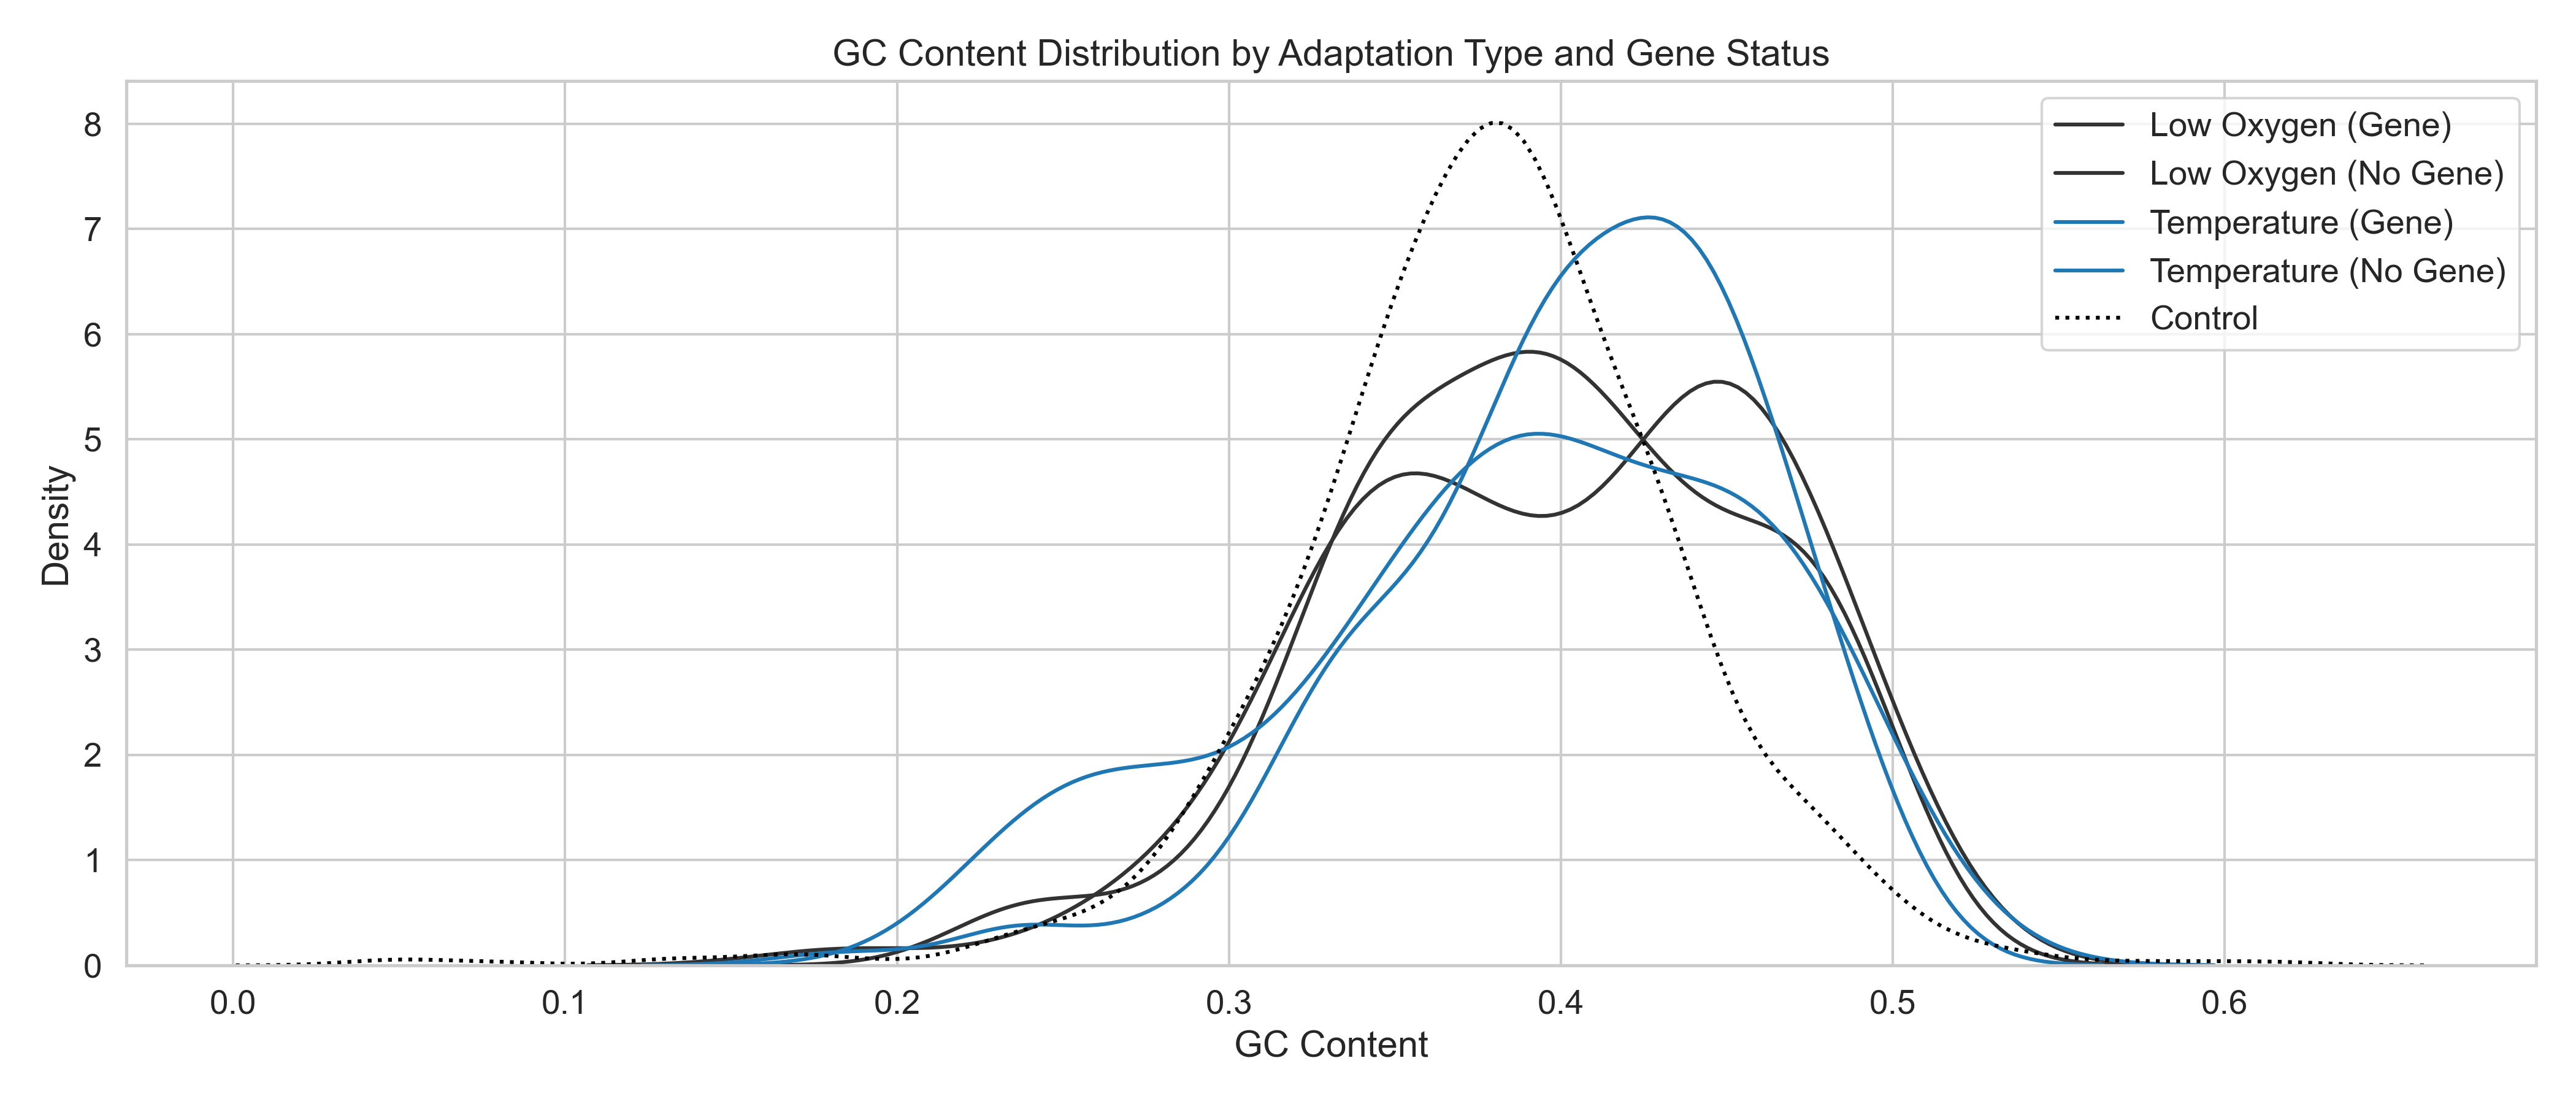 GC Content Distribution by Adaptation Type and Gene Status
Low Oxygen (Gene)
Low Oxygen (No Gene)
Temperature (Gene)
Temperature (No Gene)
Control
Density
8
7
6
5
4
3
2
1
0
0.0
0.1
0.2
0.3
0.4
0.5
0.6
GC Content